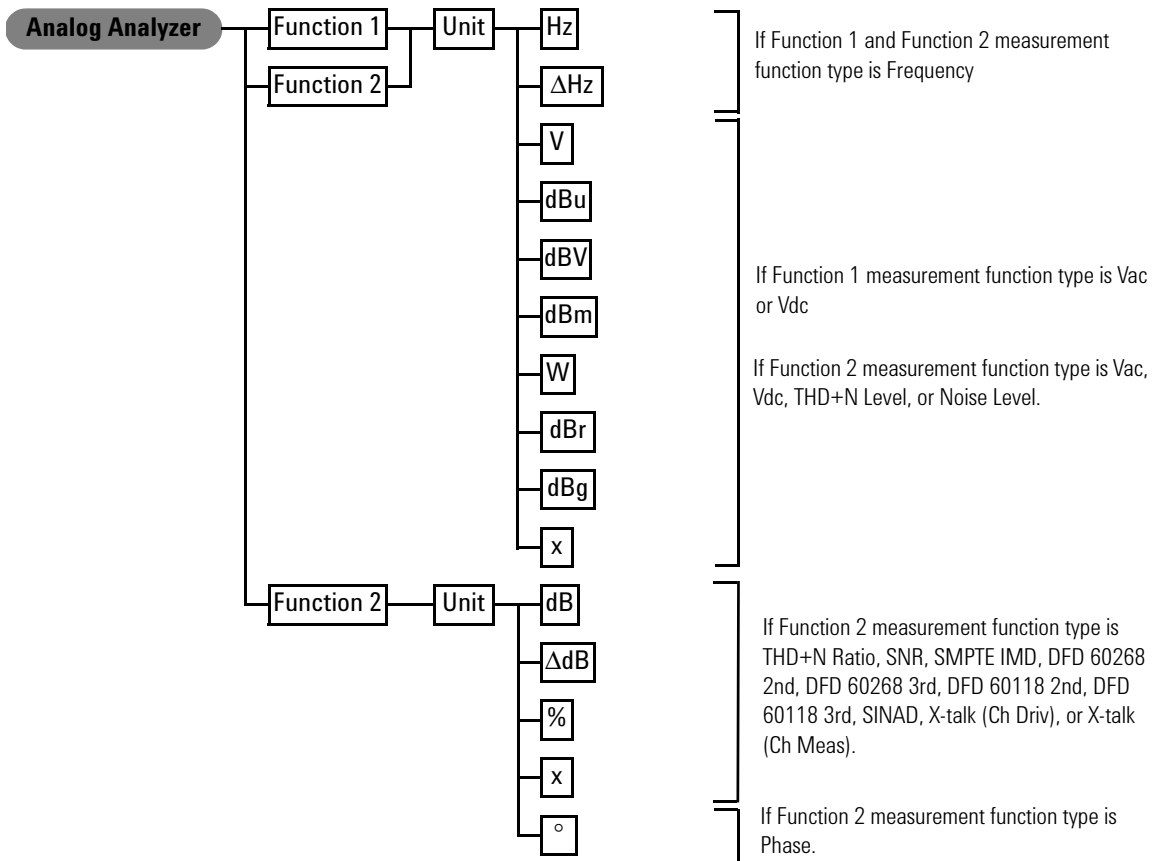 Analog Analyzer
Function 1
Unit
Hz
If Function 1 and Function 2 measurement
function type is Frequency
Function 2
ΔHz
V
dBu
dBV
dBm
W
dBr
dBg
x
If Function 1 measurement function type is Vac
or Vdc
If Function 2 measurement function type is Vac,
Vdc, THD+N Level, or Noise Level.
Function 2
Unit
dB
ΔdB
%
x
If Function 2 measurement function type is
THD+N Ratio, SNR, SMPTE IMD, DFD 60268
2nd, DFD 60268 3rd, DFD 60118 2nd, DFD
60118 3rd, SINAD, X-talk (Ch Driv), or X-talk
(Ch Meas).
°
If Function 2 measurement function type is
Phase.